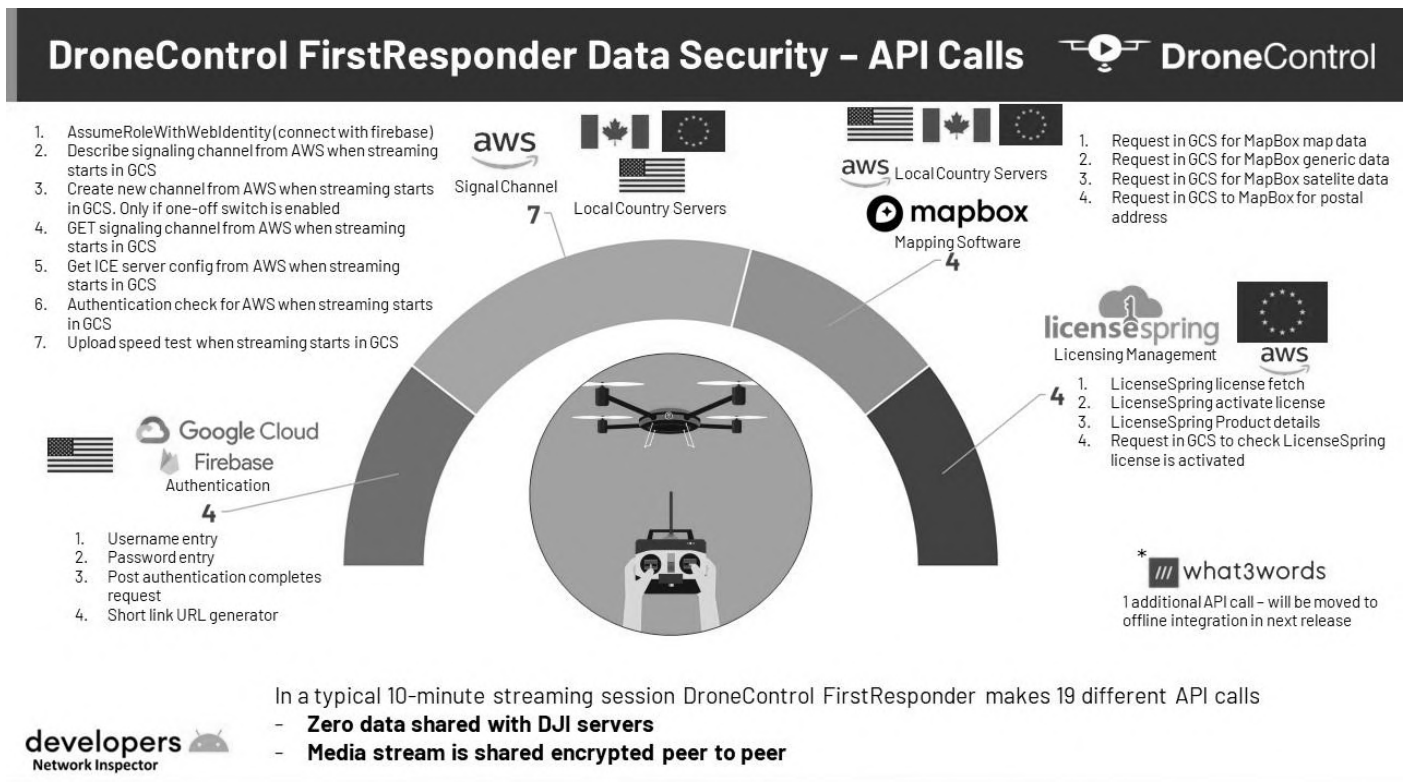 DroneControl FirstResponder Data Security – API Calls
DroneControl
1. AssumeRoleWithWebIdentity (connect with firebase)
2. Describe signaling channel from AWS when streaming
starts in GCS
3. Create new channel from AWS when streaming starts
in GCS. Only if one-off switch is enabled
4. GET signaling channel from AWS when streaming
starts in GCS
5. Get ICE server config from AWS when streaming
starts in GCS
6. Authentication check for AWS when streaming starts
in GCS
7. Upload speed test when streaming starts in GCS
aws
Signal Channel
7
Local Country Servers
aws Local Country Servers
mapbox
Mapping Software
4
1. Request in GCS for MapBox map data
2. Request in GCS for MapBox generic data
3. Request in GCS for MapBox satelite data
4. Request in GCS to MapBox for postal
address
licensespring
Licensing Management
aws
4
1. LicenseSpring license fetch
2. LicenseSpring activate license
3. LicenseSpring Product details
4. Request in GCS to check LicenseSpring
license is activated
Google Cloud
Firebase
Authentication
4
1. Username entry
2. Password entry
3. Post authentication completes
request
4. Short link URL generator
* /// what3words
1 additional API call – will be moved to
offline integration in next release
In a typical 10-minute streaming session DroneControl FirstResponder makes 19 different API calls
- Zero data shared with DJI servers
- Media stream is shared encrypted peer to peer
developers
Network Inspector